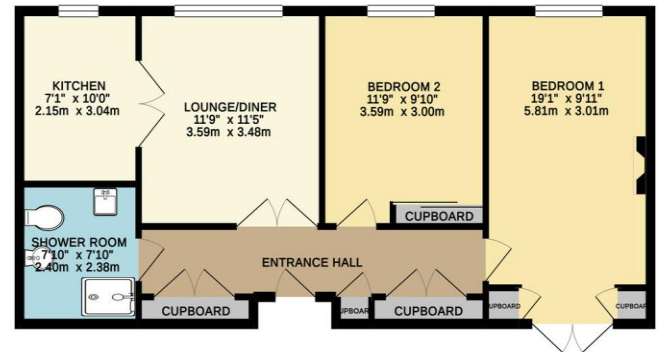 KITCHEN
7'1" x 10'0"
2.15m x 3.04m
LOUNGE/DINER
11'9" x 11'5"
3.59m x 3.48m
BEDROOM 2
11'9" x 9'10"
3.59m x 3.00m
BEDROOM 1
19'1" x 9'11"
5.81m x 3.01m
CUPBOARD
SHOWER ROOM
7'10" x 7'10"
2.40m x 2.38m
ENTRANCE HALL
CUPBOARD
CUPBOARD
CUPBOARD
CUPBOARD
CUPBOARD